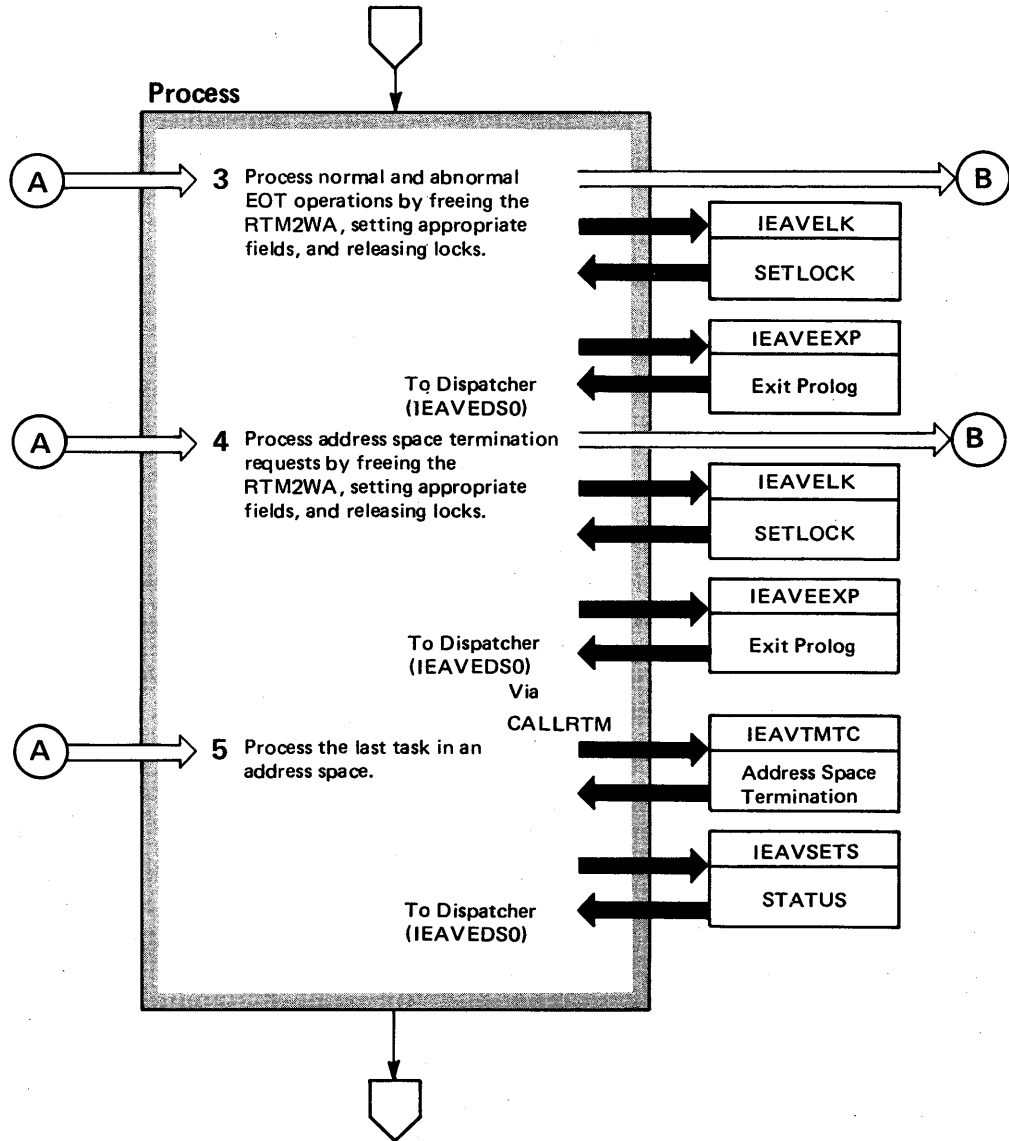 Process
A
3 Process normal and abnormal
EOT operations by freeing the
RTM2WA, setting appropriate
fields, and releasing locks.
B
IEAVELK
SETLOCK
IEAVEEXP
Exit Prolog
To Dispatcher
(IEAVEDS0)
A
4 Process address space termination
requests by freeing the
RTM2WA, setting appropriate
fields, and releasing locks.
B
IEAVELK
SETLOCK
IEAVEEXP
Exit Prolog
To Dispatcher
(IEAVEDS0)
Via
CALLRTM
A
5 Process the last task in an
address space.
IEAVTMTC
Address Space
Termination
IEAVSETS
STATUS
To Dispatcher
(IEAVEDS0)